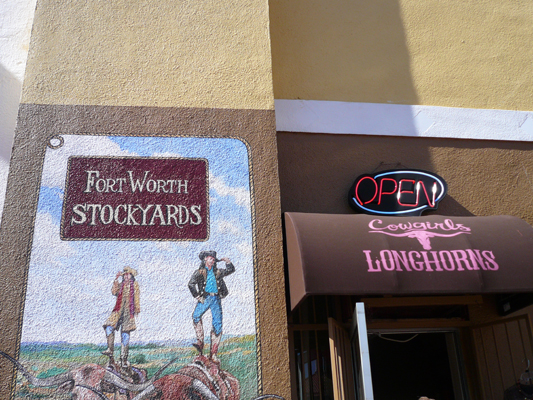 FORT WORTH
STOCKYARDS
OPEN
Cowgirls
LONGHORNS